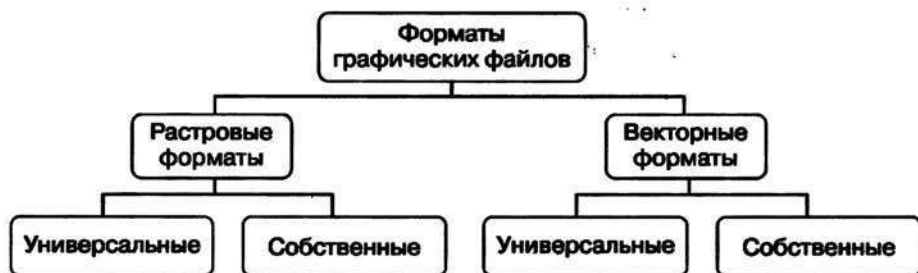 Форматы
графических файлов
Растровые
форматы
Векторные
форматы
Универсальные
Собственные
Универсальные
Собственные